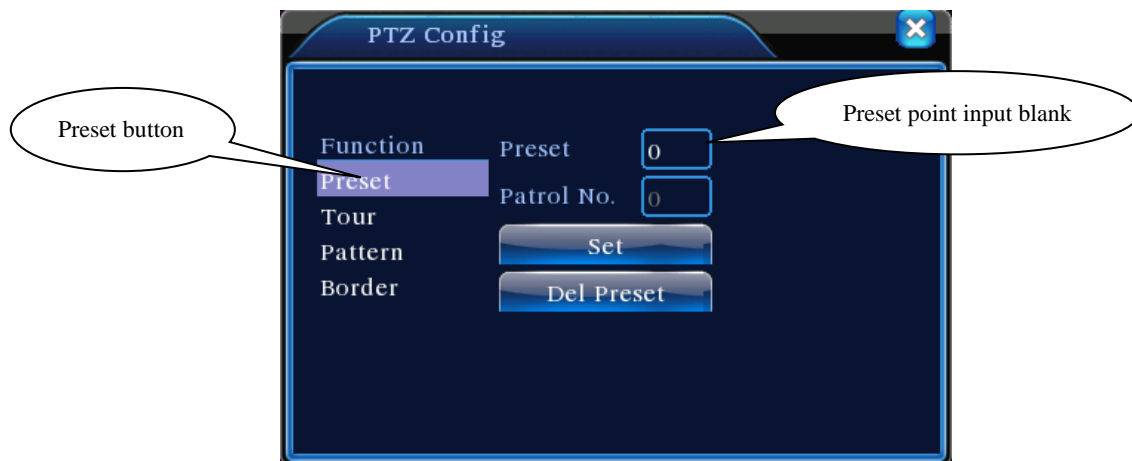 PTZ Config
Preset button
Preset point input blank
Function
Preset
Tour
Pattern
Border
Preset 0
Patrol No. 0
Set
Del Preset